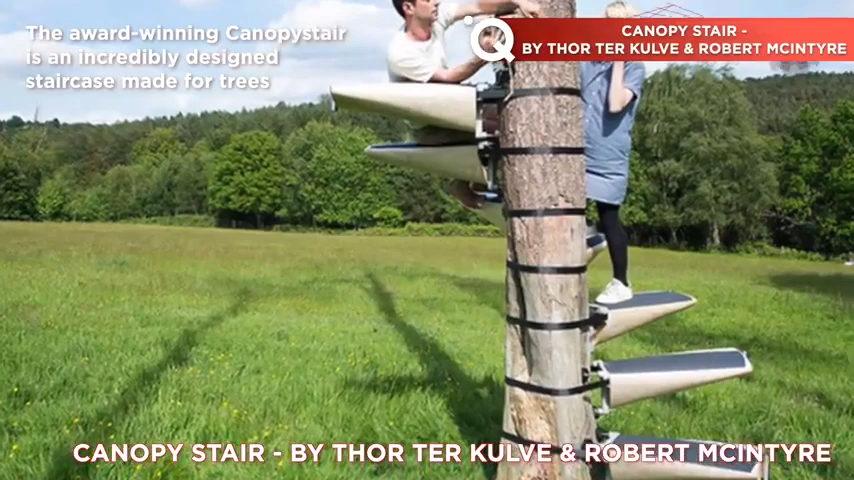 The award-winning Canopystair
is an incredibly designed
staircase made for trees
Q
CANOPY STAIR -
BY THOR TER KULVE & ROBERT MCINTYRE
CANOPY STAIR - BY THOR TER KULVE & ROBERT MCINTYRE